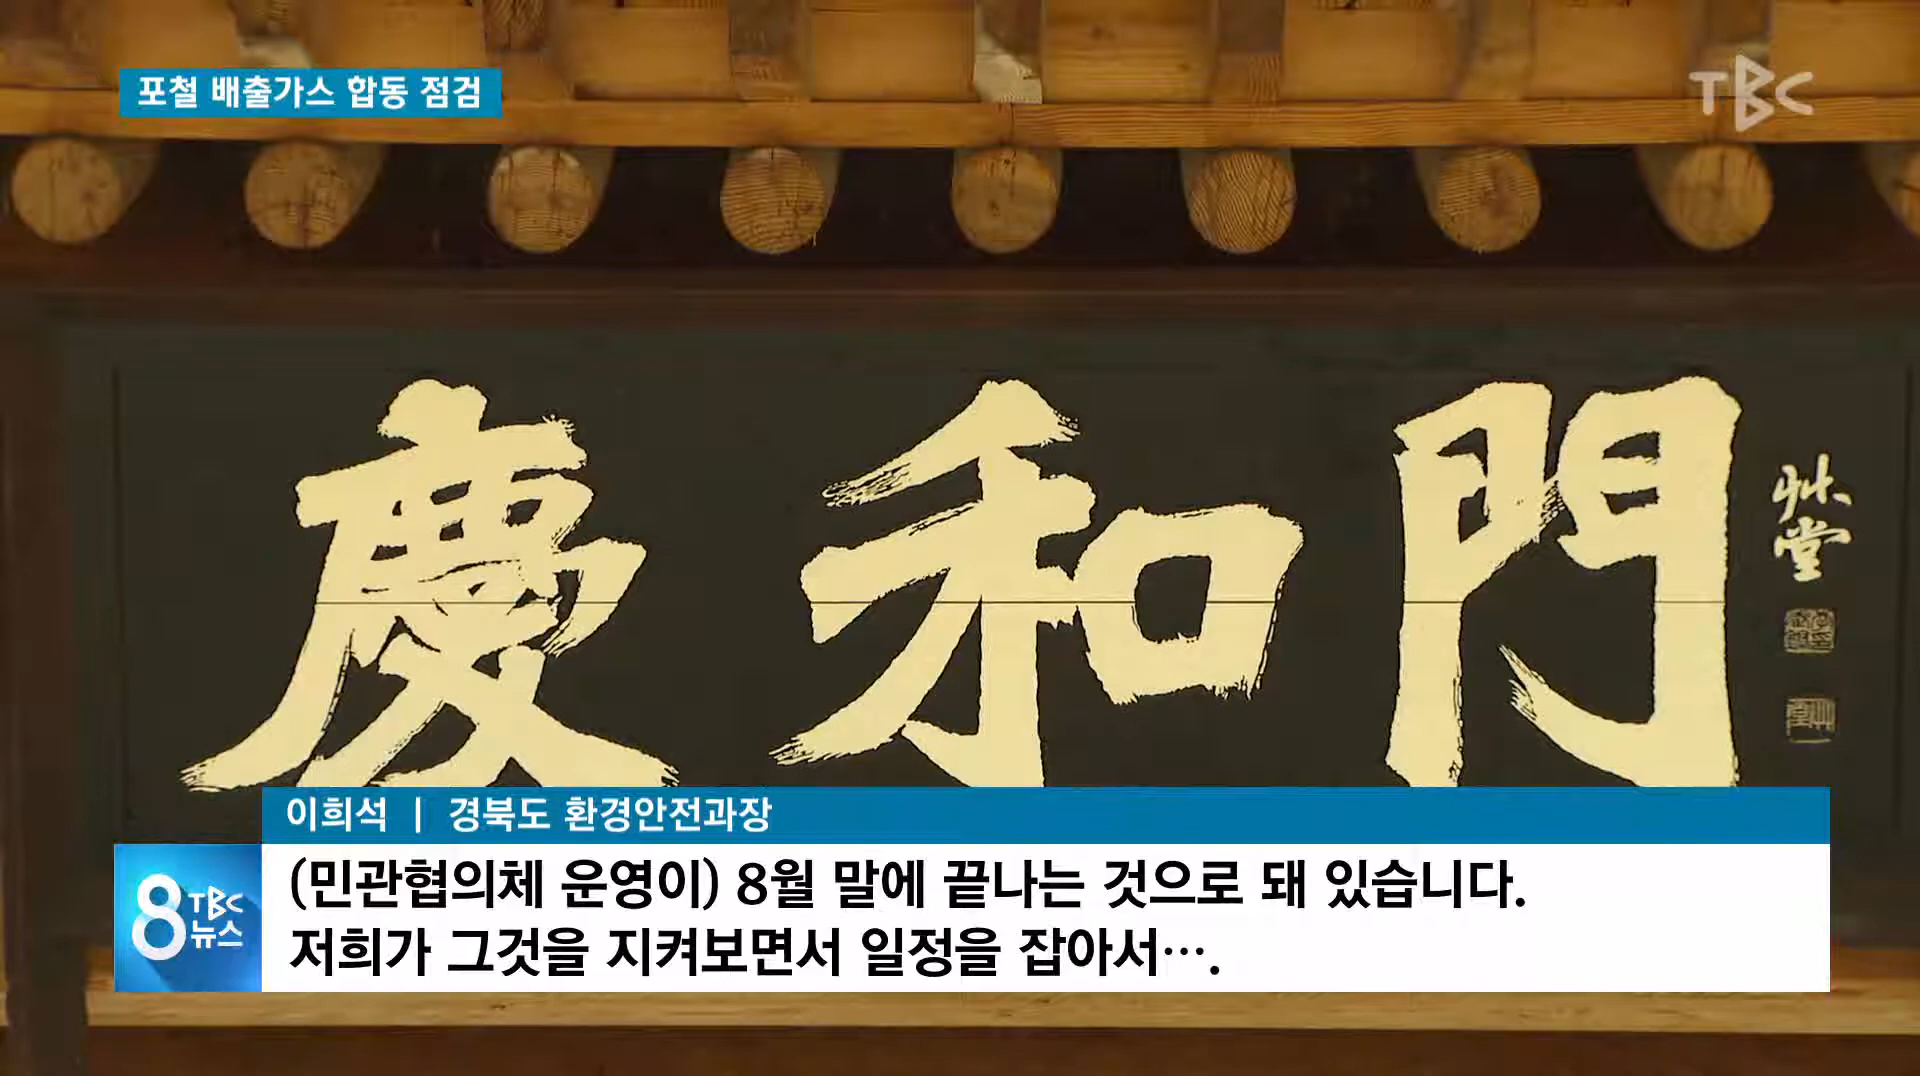 포철 배출가스 합동 점검
TBC
慶和門
艸堂
이희석 | 경북도 환경안전과장
(민관협의체 운영이) 8월 말에 끝나는 것으로 돼 있습니다.
저희가 그것을 지켜보면서 일정을 잡아서….
8 TBC
뉴스